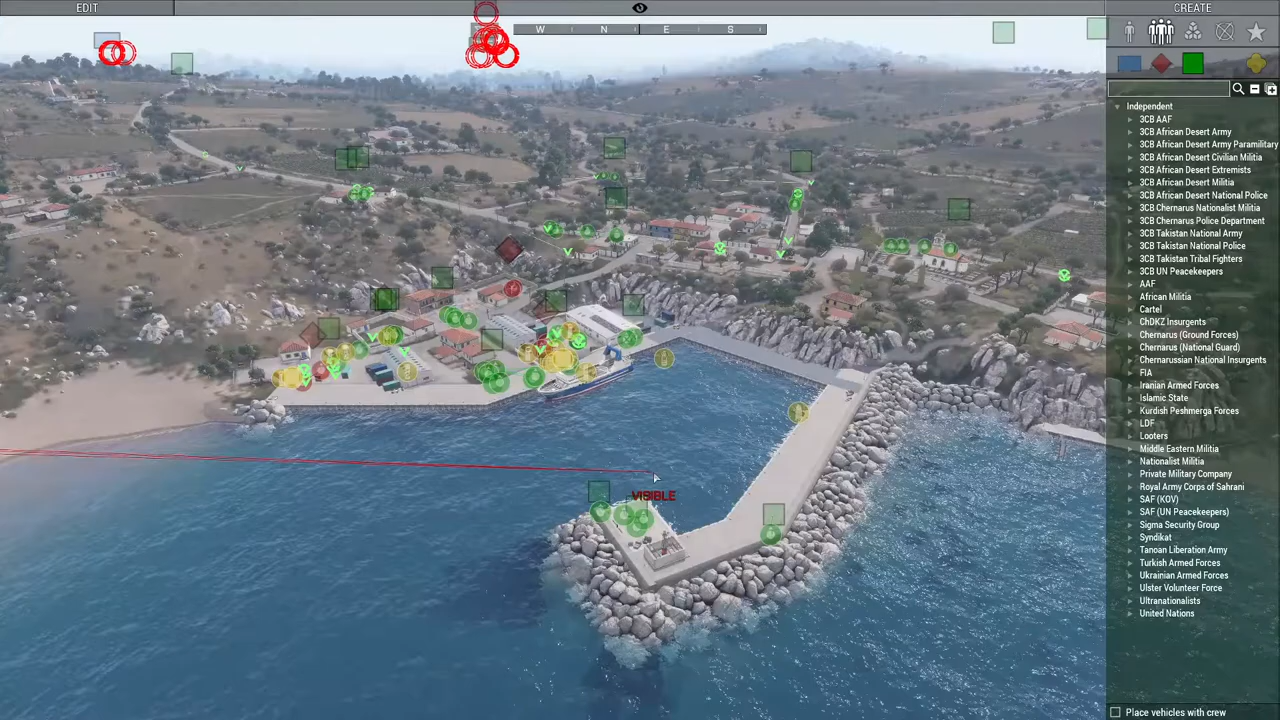 EDIT
CREATE
W N E S
Independent
3CB AAF
3CB African Desert Army
3CB African Desert Army Paramilitary
3CB African Desert Civilian Militia
3CB African Desert Extremists
3CB African Desert Militia
3CB African Desert National Police
3CB Chernarus Nationalist Militia
3CB Chernarus Police Department
3CB Takistan National Army
3CB Takistan National Police
3CB Takistan Tribal Fighters
3CB UN Peacekeepers
AAF
African Militia
Cartel
ChDKZ Insurgents
Chernarus (Ground Forces)
Chernarus (National Guard)
Chernarussian National Insurgents
FIA
Iranian Armed Forces
Islamic State
Kurdish Peshmerga Forces
LDF
Looters
Middle Eastern Militia
Nationalist Militia
Private Military Company
Royal Army Corps of Sahrani
SAF (KOV)
SAF (UN Peacekeepers)
Sigma Security Group
Syndikat
Tanoan Liberation Army
Turkish Armed Forces
Ukrainian Armed Forces
Ulster Volunteer Force
Ultranationalists
United Nations
VISIBLE
Place vehicles with crew